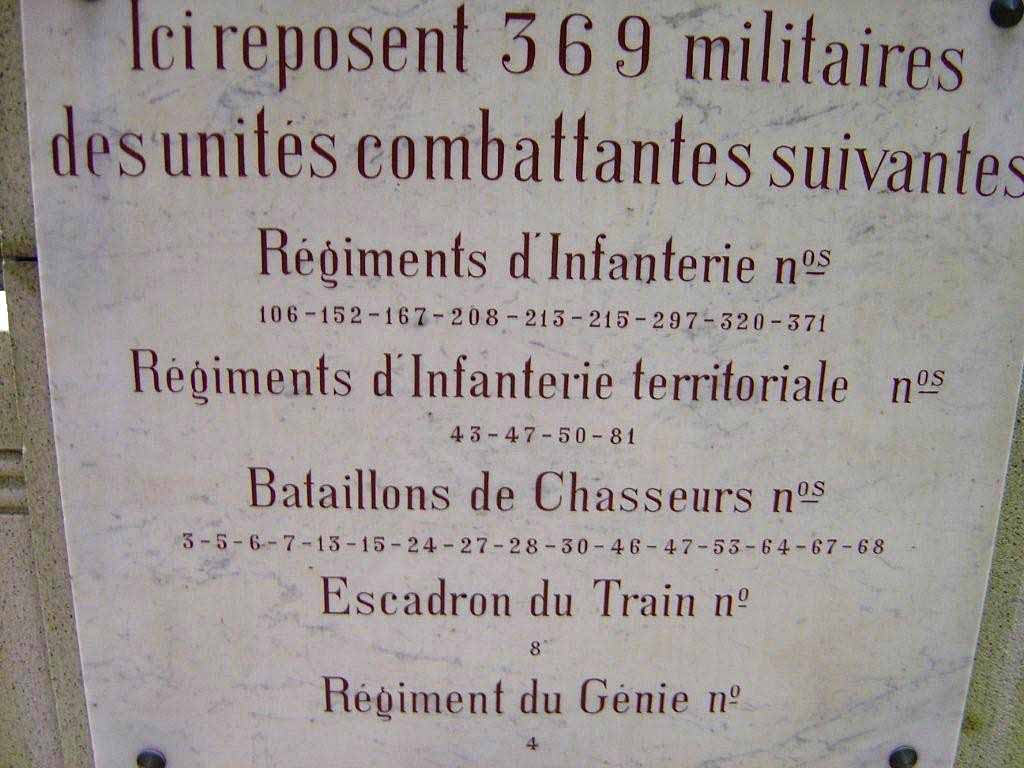 Ici reposent 369 militaires
des unités combattantes suivantes
Régiments d'Infanterie nos
106-152-167-208-213-215-297-320-371
Régiments d'Infanterie territoriale nos
43-47-50-81
Bataillons de Chasseurs nos
3-5-6-7-13-15-24-27-28-30-46-47-53-64-67-68
Escadron du Train nº
8
Régiment du Génie nº
4